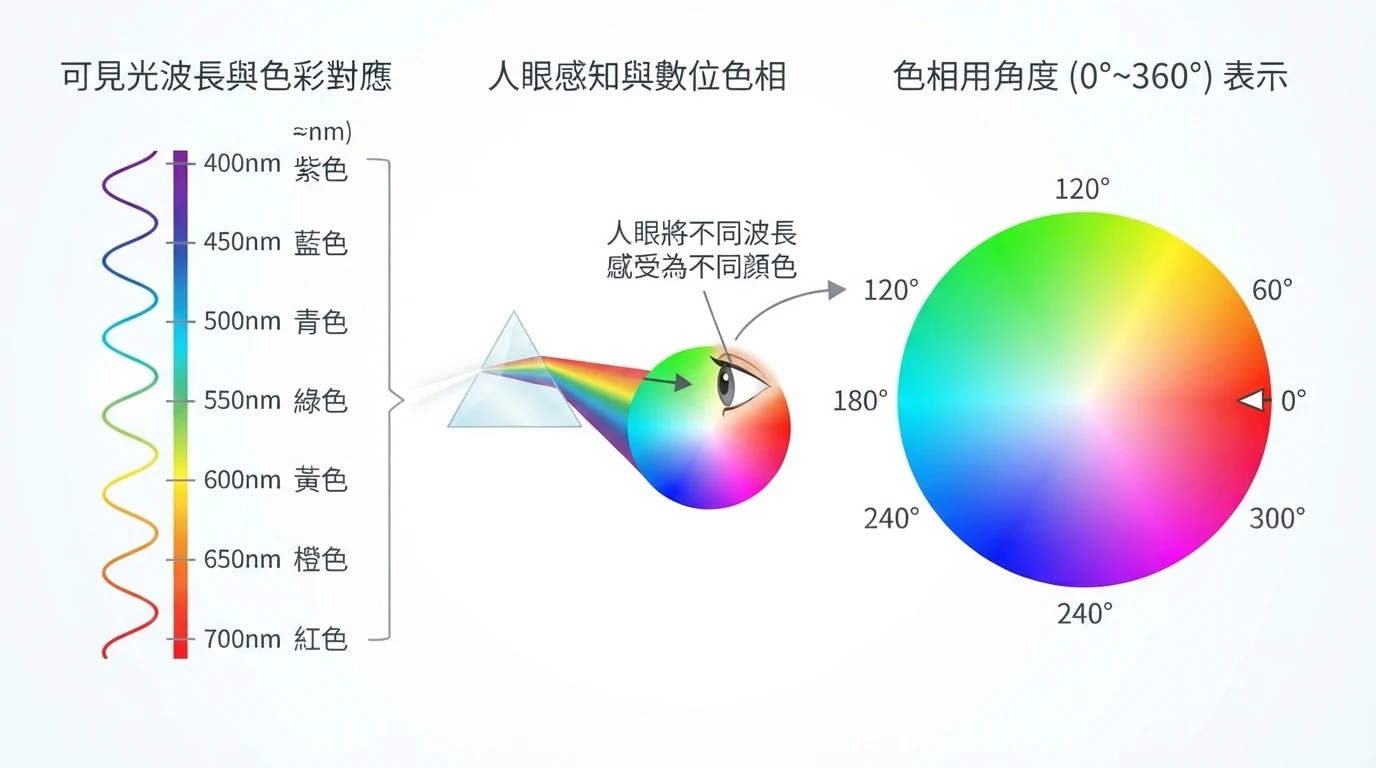 可見光波長與色彩對應
≈nm)
400nm 紫色
450nm 藍色
500nm 青色
550nm 綠色
600nm 黃色
650nm 橙色
700nm 紅色
人眼感知與數位色相
人眼將不同波長
感受為不同顏色
色相用角度 (0°~360°) 表示
120°
120°
60°
180°
0°
240°
300°
240°